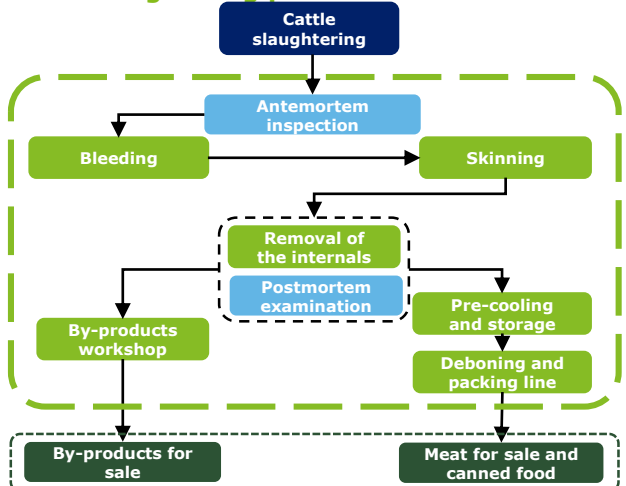 Cattle
slaughtering
Antemortem
inspection
Bleeding
Skinning
Removal of
the internals
Postmortem
examination
Pre-cooling
and storage
By-products
workshop
Deboning and
packing line
By-products for
sale
Meat for sale and
canned food